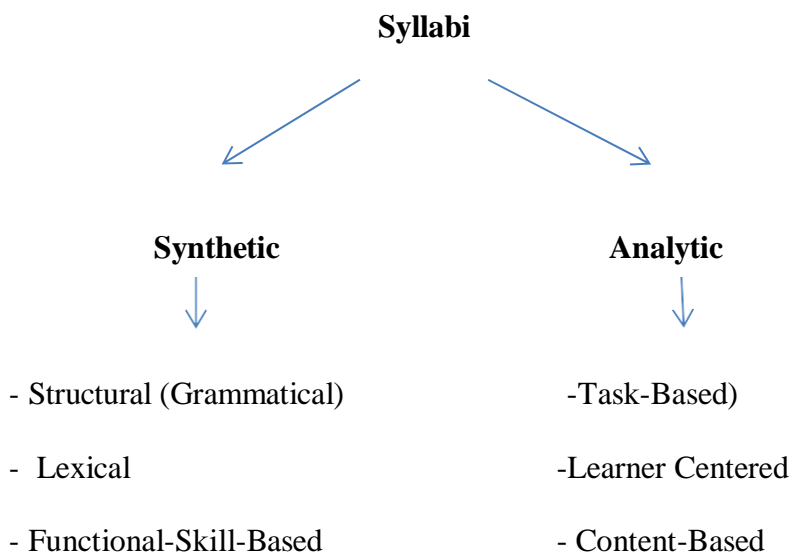 Syllabi
Synthetic Analytic
- Structural (Grammatical) -Task-Based)
- Lexical -Learner Centered
- Functional-Skill-Based - Content-Based